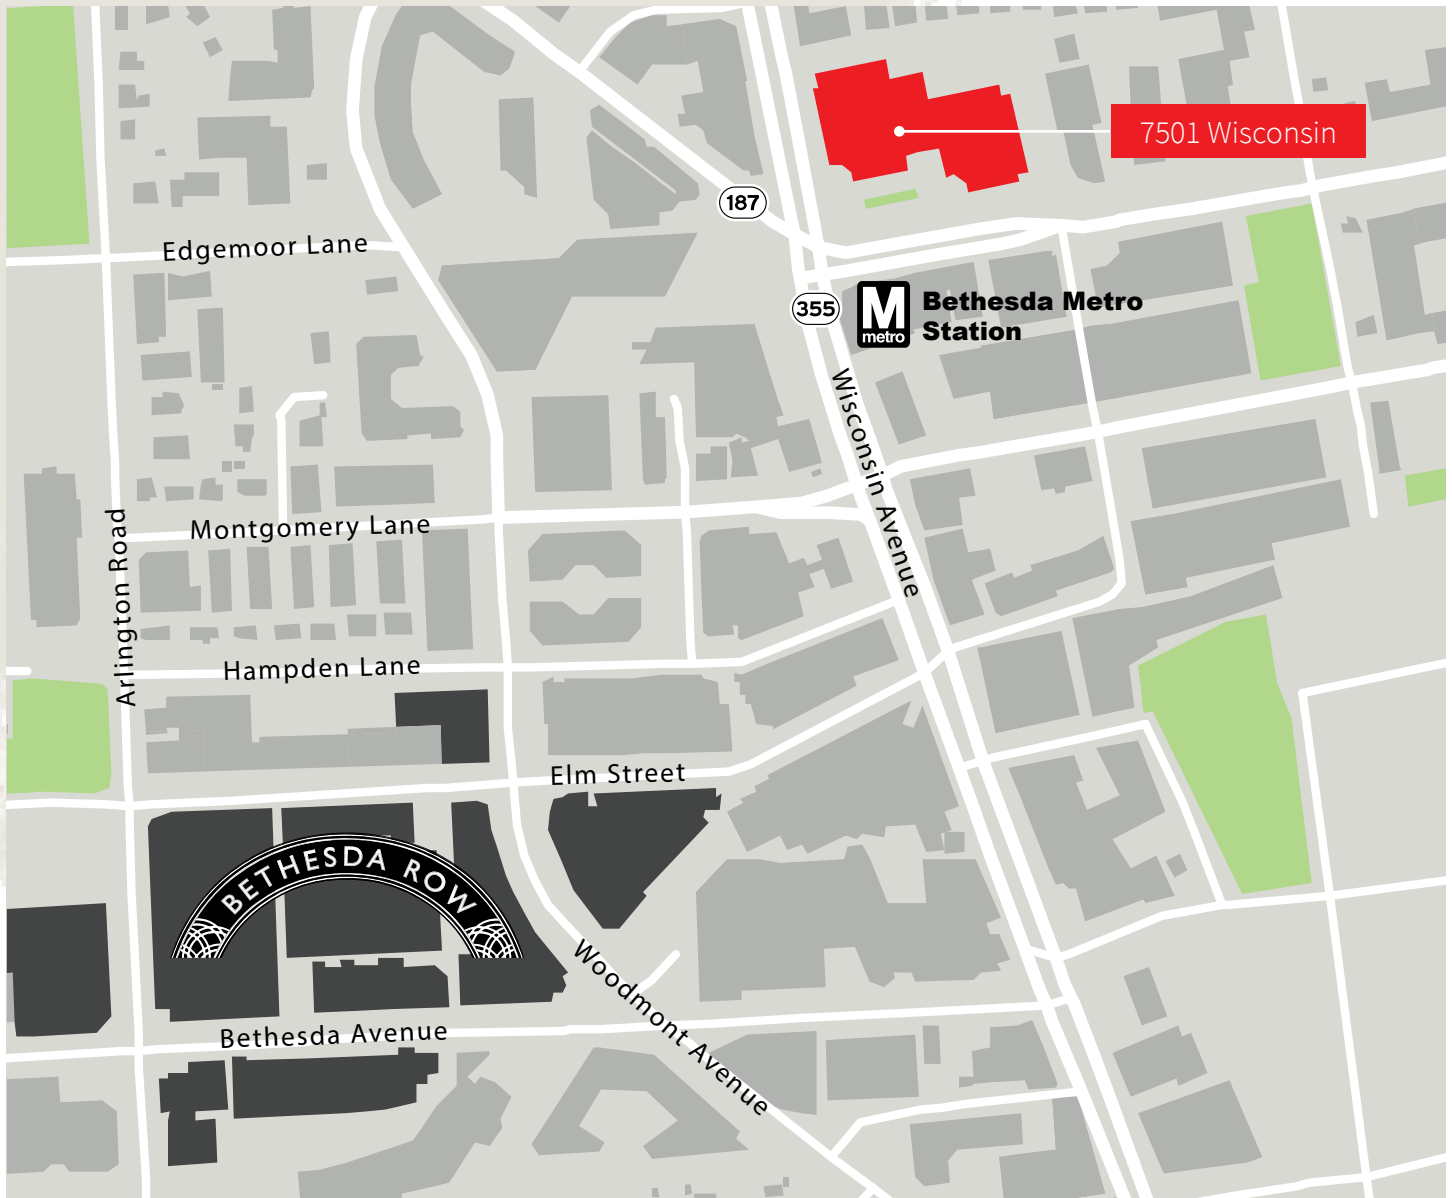 7501 Wisconsin
187
Edgemoor Lane
355
M
metro
Bethesda Metro
Station
Wisconsin Avenue
Montgomery Lane
Arlington Road
Hampden Lane
Elm Street
BETHESDA ROW
Woodmont Avenue
Bethesda Avenue